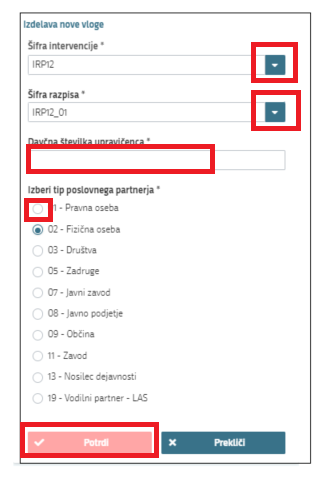 Izdelava nove vloge
Šifra intervencije *
IRP12
Šifra razpisa *
IRP12_01
Davčna številka upravičenca *
Izberi tip poslovnega partnerja *
01 - Pravna oseba
02 - Fizična oseba
03 - Društva
05 - Zadruge
07 - Javni zavod
08 - Javno podjetje
09 - Občina
11 - Zavod
13 - Nosilec dejavnosti
19 - Vodilni partner - LAS
Potrdi
Prekliči